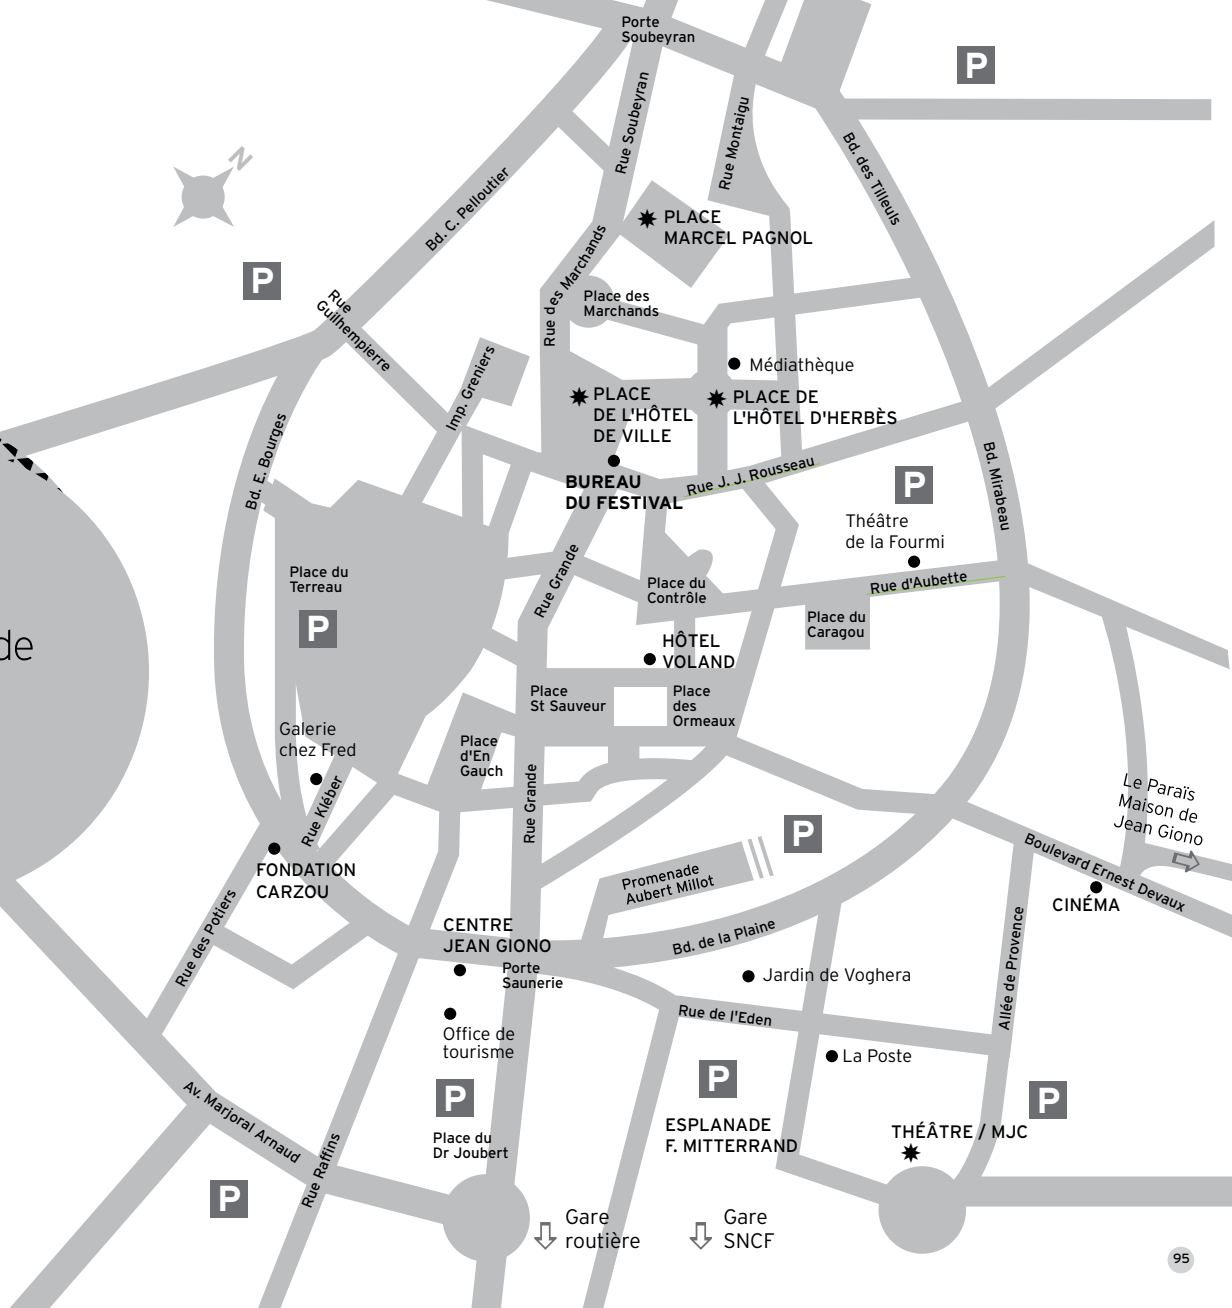 Porte
Soubeyran
P
Rue Soubeyran
Rue Montaigu
Bd. des Tilleuls
N
Bd. C. Pelloutier
PLACE
MARCEL PAGNOL
P
Rue
Guilhempierre
Rue des Marchands
Place des
Marchands
Imp. Greniers
Médiathèque
PLACE
DE L'HÔTEL
DE VILLE
PLACE DE
L'HÔTEL D'HERBÈS
Bd. E. Bourges
BUREAU
DU FESTIVAL
Rue J. J. Rousseau
P
Bd. Mirabeau
Théâtre
de la Fourmi
Rue d'Aubette
Rue Grande
Place du
Terreau
P
Place du
Contrôle
Place du
Caragou
de
HÔTEL
VOLAND
Place
St Sauveur
Place
des
Ormeaux
Galerie
chez Fred
Place
d'En
Gauch
Rue Kléber
Rue Grande
P
Le Paraïs
Maison de
Jean Giono
FONDATION
CARZOU
Promenade
Aubert Millot
Boulevard Ernest Devaux
CINÉMA
Rue des Potiers
CENTRE
JEAN GIONO
Bd. de la Plaine
Porte
Saunerie
Jardin de Voghera
Allée de Provence
Rue de l'Eden
Office de
tourisme
La Poste
P
P
P
Av. Marjoral Arnaud
Place du
Dr Joubert
ESPLANADE
F. MITTERRAND
THÉÂTRE / MJC
Rue Raffins
P
Gare
routière
Gare
SNCF
95